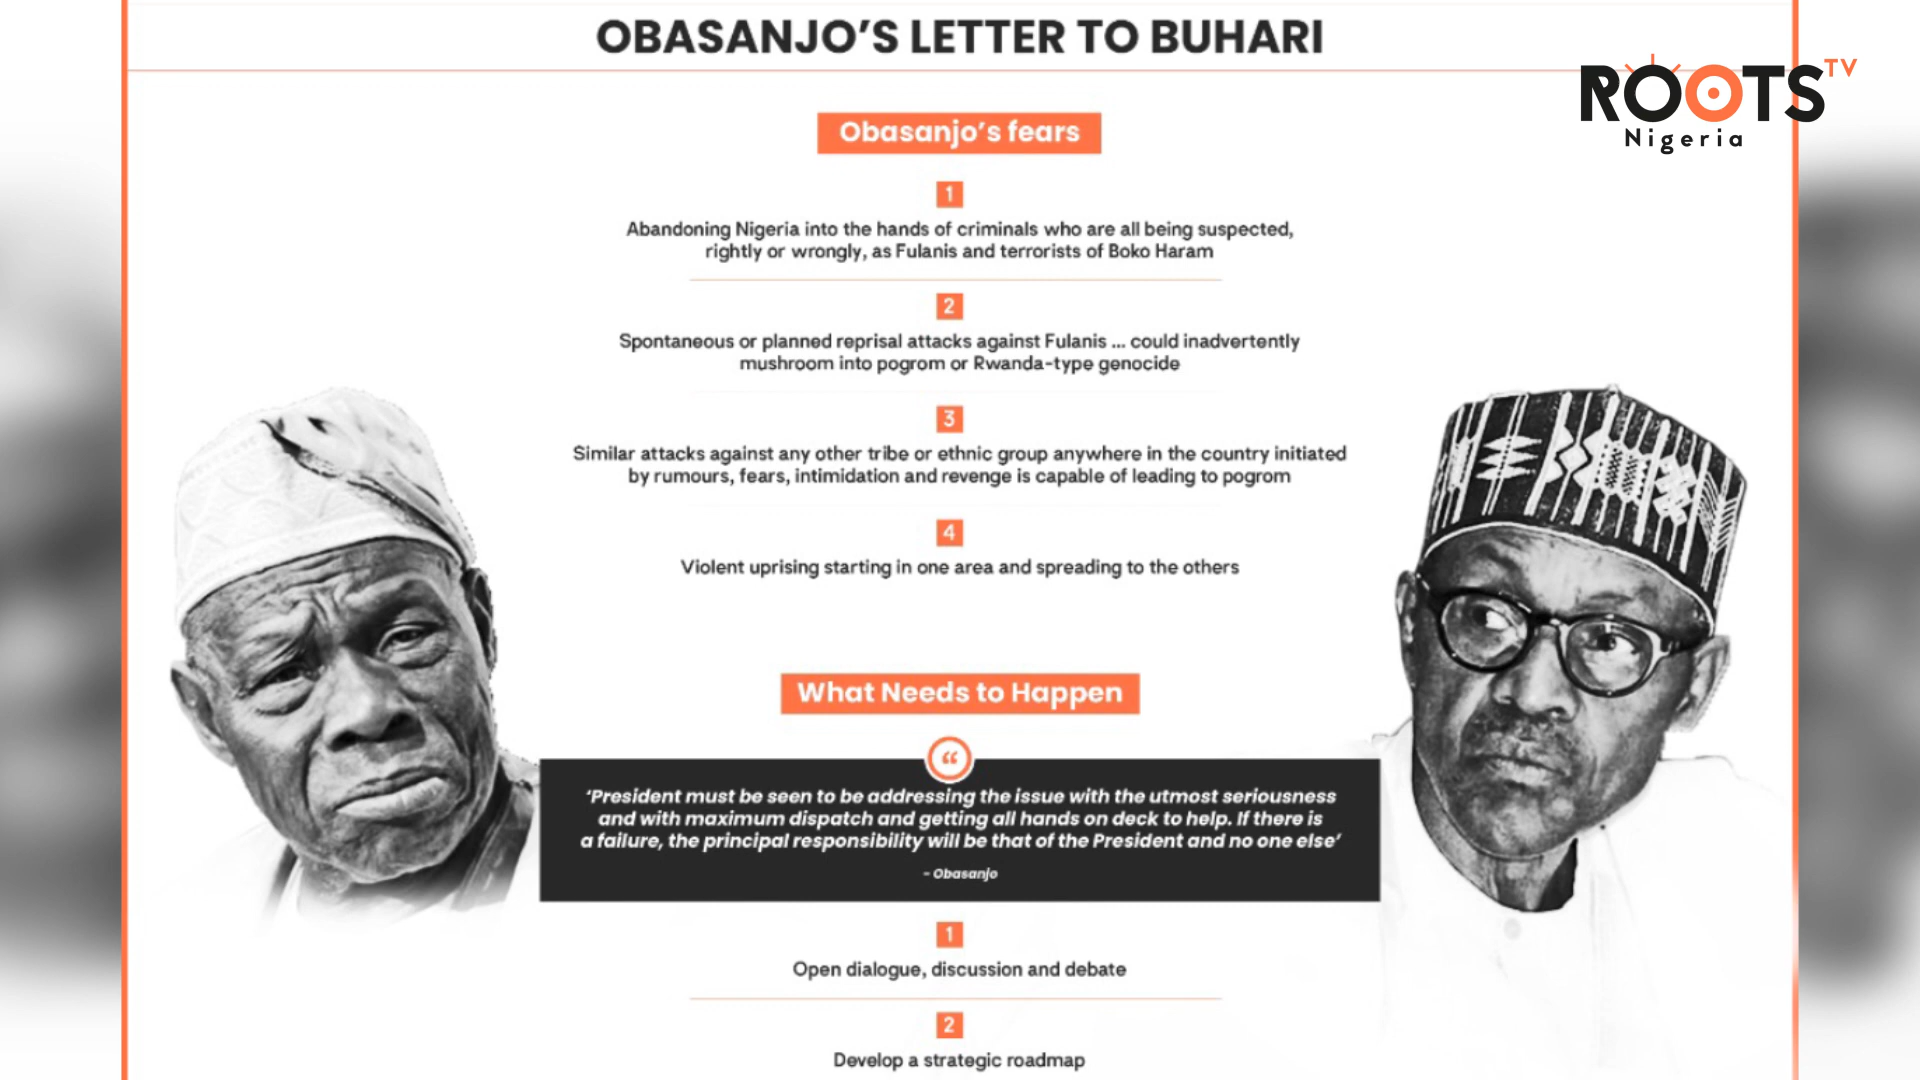 OBASANJO’S LETTER TO BUHARI
ROOTS TV
Nigeria
Obasanjo’s fears
1
Abandoning Nigeria into the hands of criminals who are all being suspected,
rightly or wrongly, as Fulanis and terrorists of Boko Haram
2
Spontaneous or planned reprisal attacks against Fulanis ... could inadvertently
mushroom into pogrom or Rwanda-type genocide
3
Similar attacks against any other tribe or ethnic group anywhere in the country initiated
by rumours, fears, intimidation and revenge is capable of leading to pogrom
4
Violent uprising starting in one area and spreading to the others
What Needs to Happen
“
‘President must be seen to be addressing the issue with the utmost seriousness
and with maximum dispatch and getting all hands on deck to help. If there is
a failure, the principal responsibility will be that of the President and no one else’
- Obasanjo
1
Open dialogue, discussion and debate
2
Develop a strategic roadmap